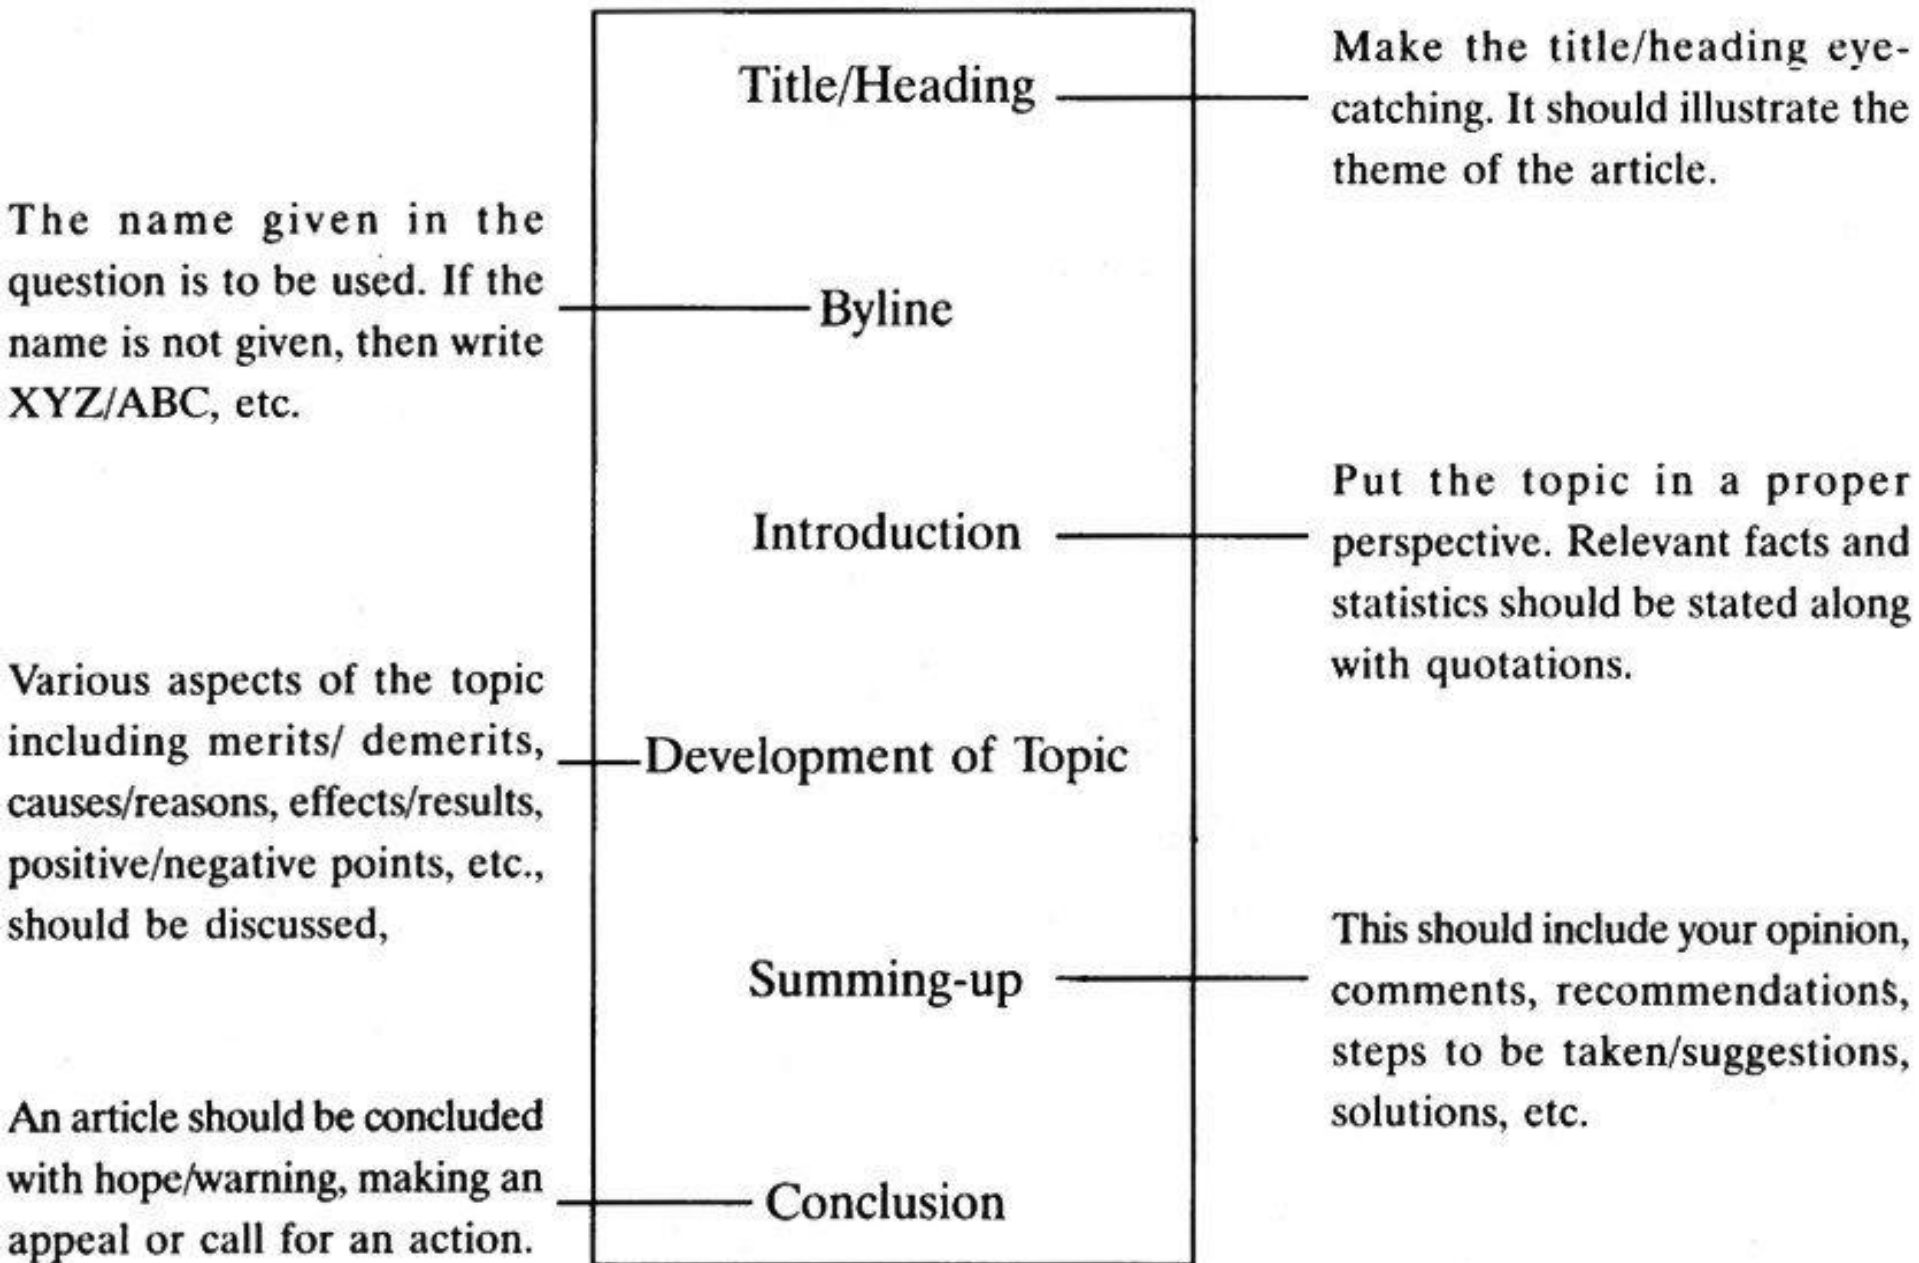 Title/Heading
Make the title/heading eye-
catching. It should illustrate the
theme of the article.
The name given in the
question is to be used. If the
name is not given, then write
XYZ/ABC, etc.
Byline
Introduction
Put the topic in a proper
perspective. Relevant facts and
statistics should be stated along
with quotations.
Various aspects of the topic
including merits/ demerits,
causes/reasons, effects/results,
positive/negative points, etc.,
should be discussed,
Development of Topic
Summing-up
This should include your opinion,
comments, recommendations,
steps to be taken/suggestions,
solutions, etc.
An article should be concluded
with hope/warning, making an
appeal or call for an action.
Conclusion